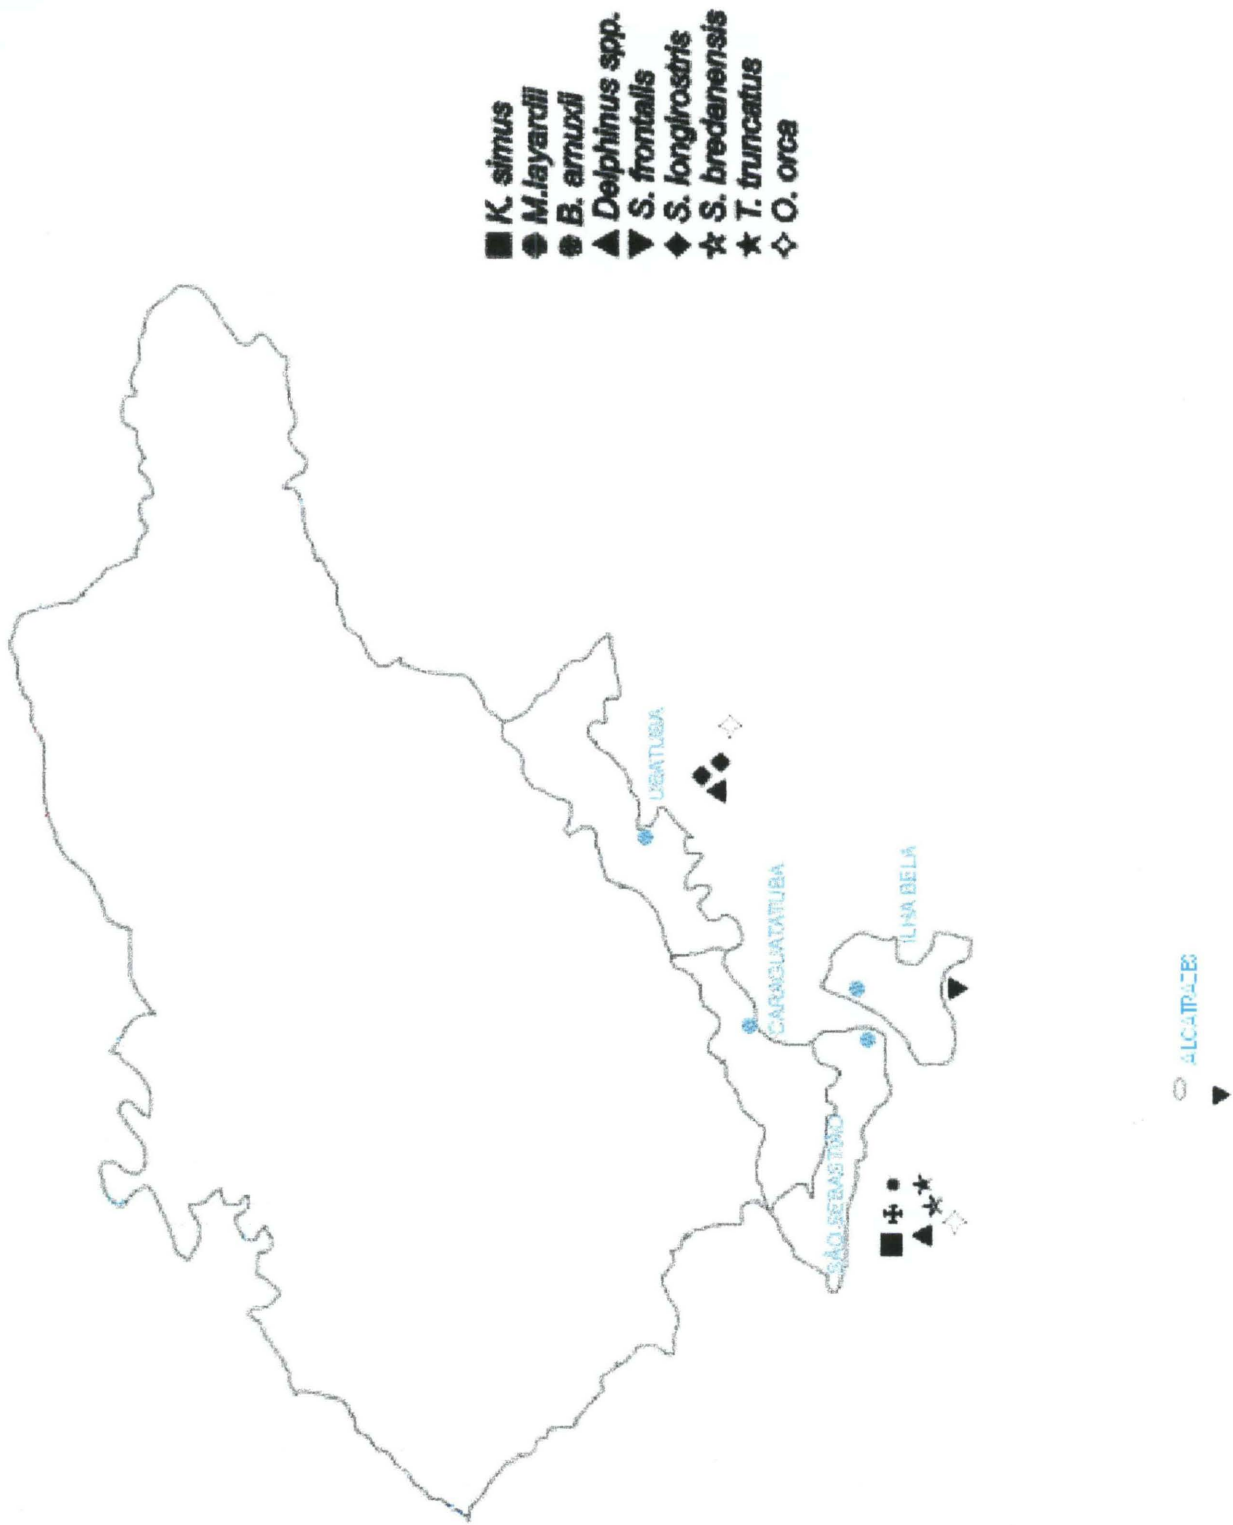 K. simus
M.layardii
B. arnuxii
Delphinus spp.
S. frontalis
S. longirostris
S. bredanensis
T. truncatus
O. orca
UBATUBA
CARAGUATATUBA
ILHA BELA
SÃO SEBASTIÃO
ALCATRAZES